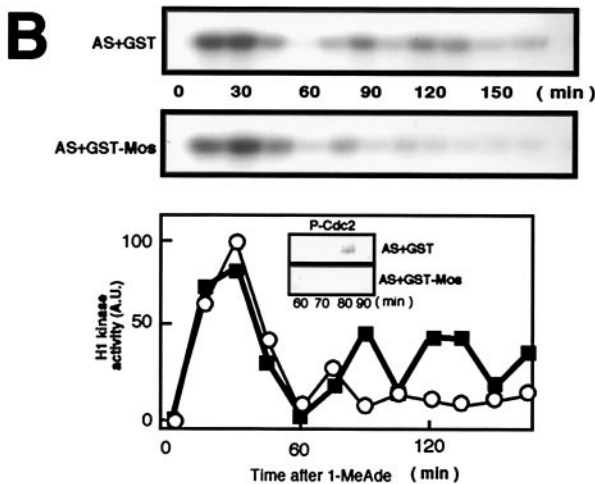 B
AS+GST
0 30 60 90 120 150 (min)
AS+GST-Mos
100
50
0
H1 kinase
activity (A.U.)
P-Cdc2
AS+GST
AS+GST-Mos
60 70 80 90 (min)
0 60 120
Time after 1-MeAde (min)